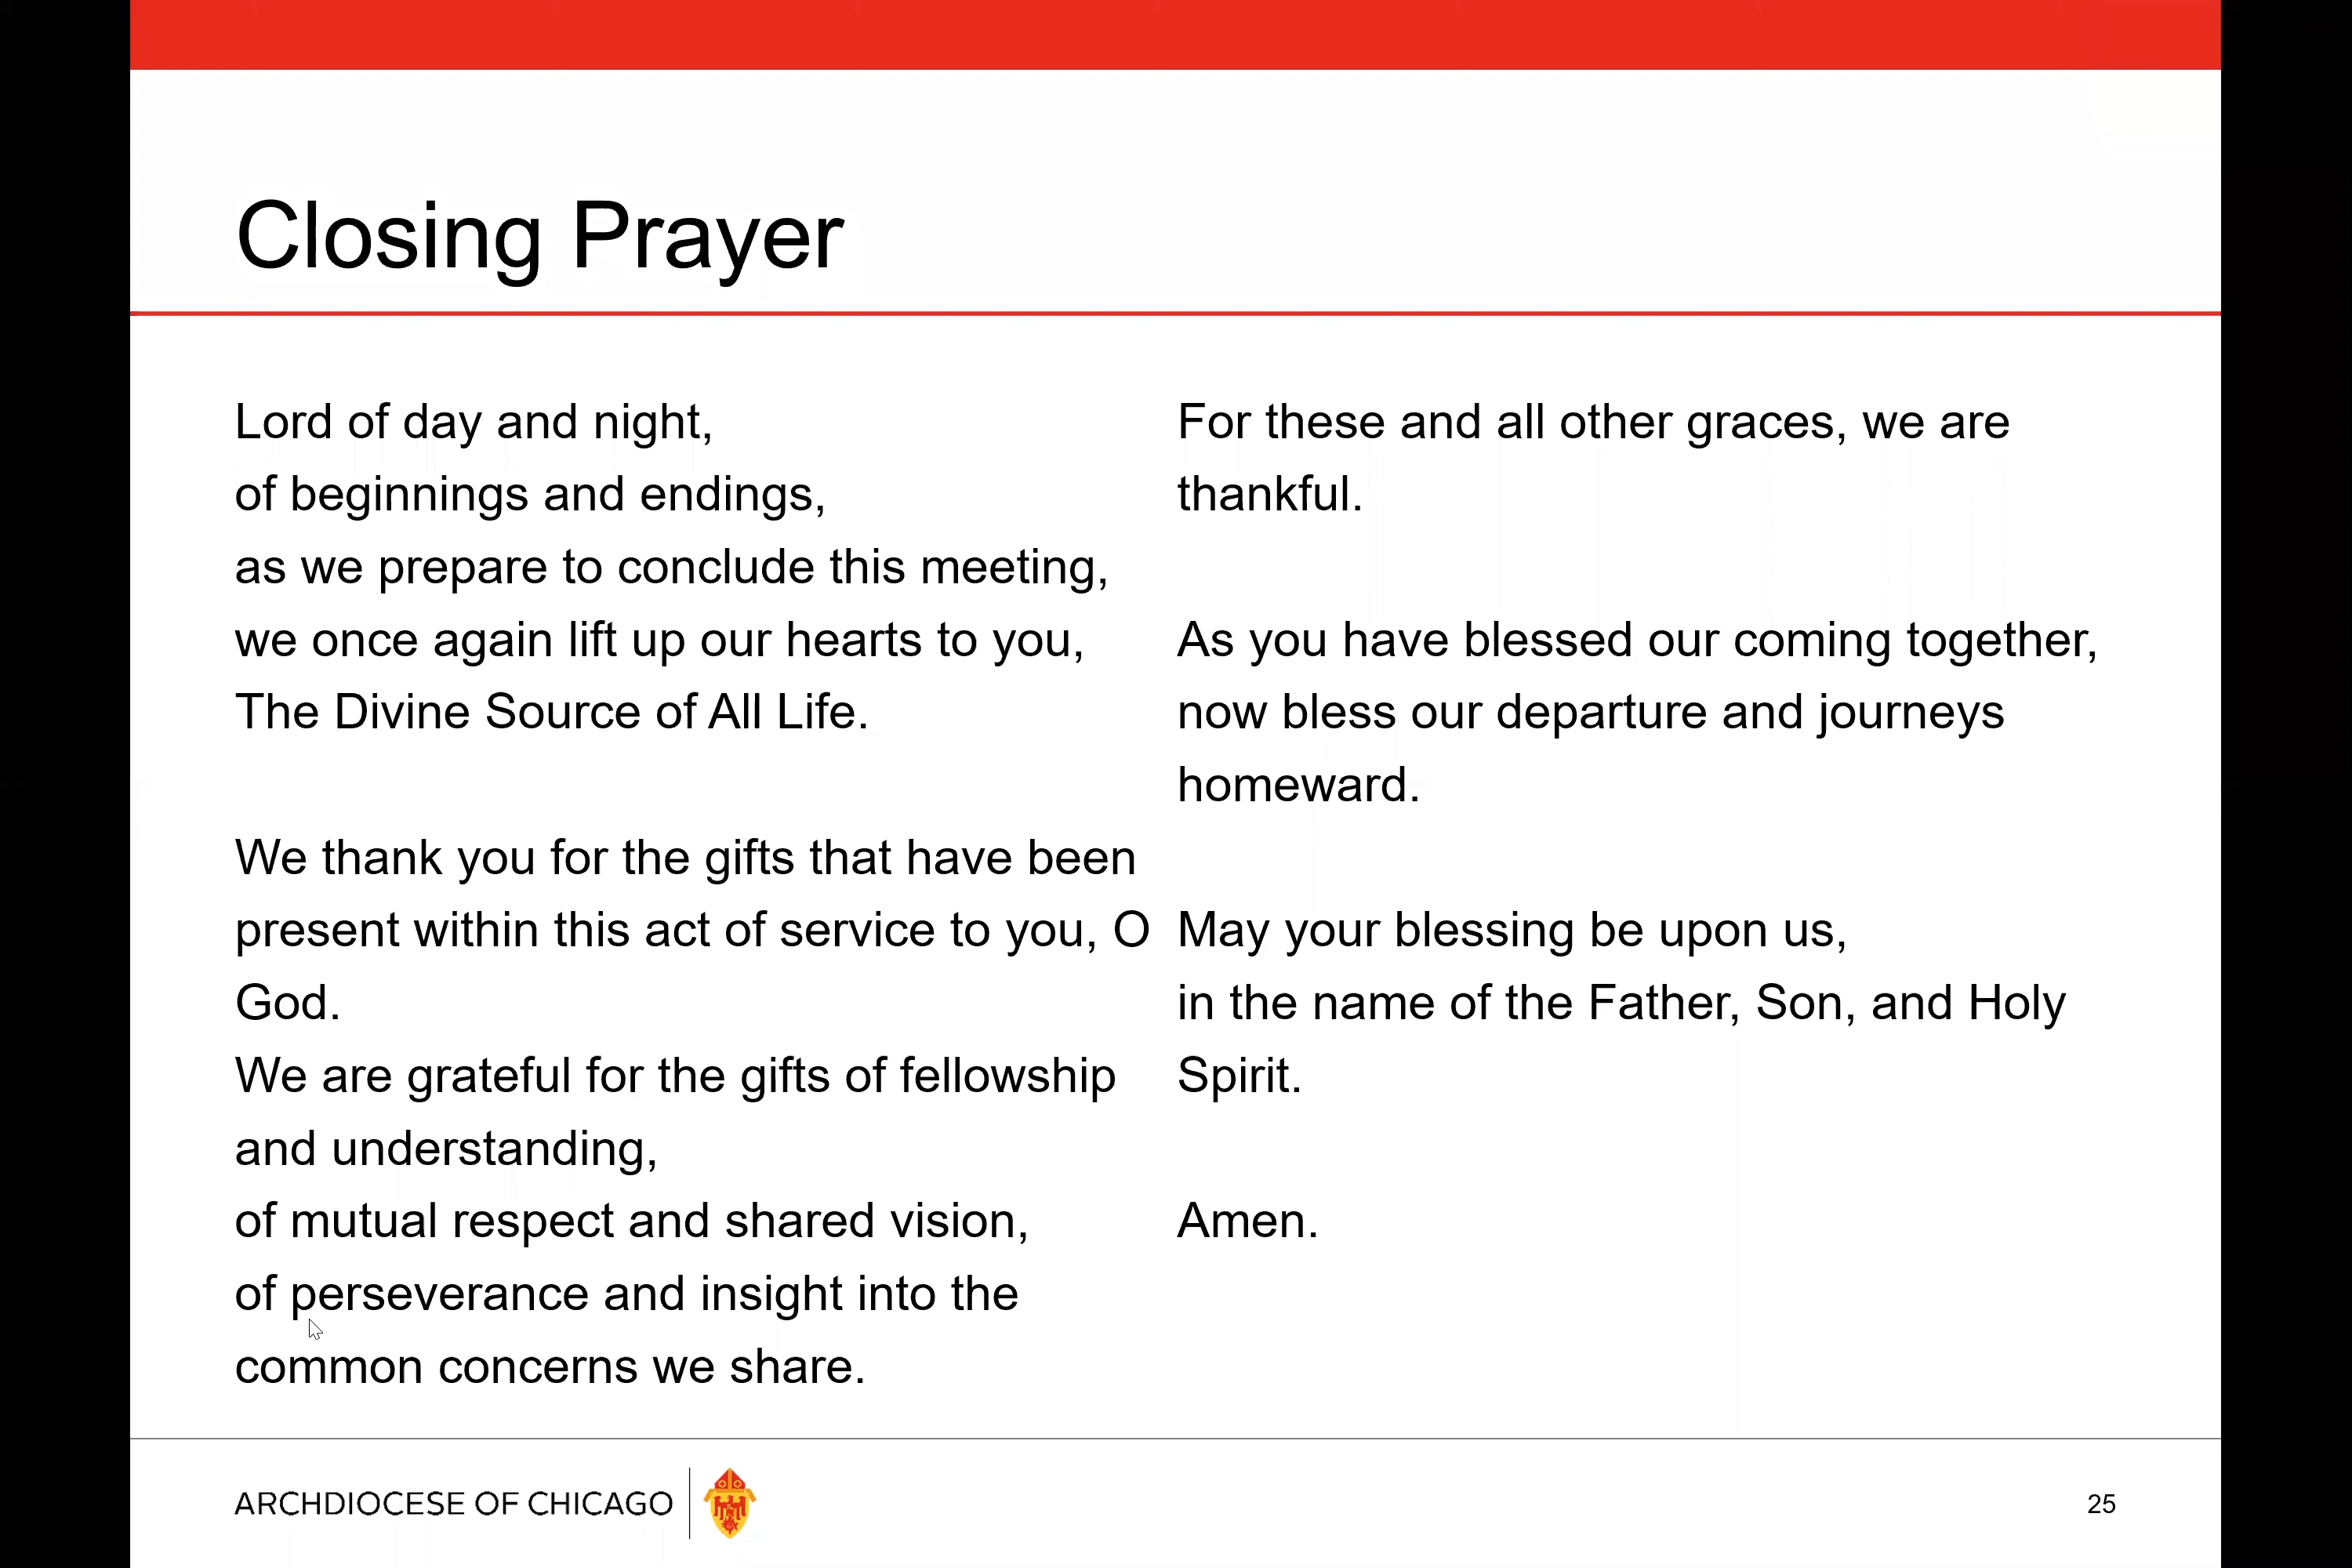 Closing Prayer
Lord of day and night,
of beginnings and endings,
as we prepare to conclude this meeting,
we once again lift up our hearts to you,
The Divine Source of All Life.
We thank you for the gifts that have been
present within this act of service to you, O
God.
We are grateful for the gifts of fellowship
and understanding,
of mutual respect and shared vision,
of perseverance and insight into the
common concerns we share.
For these and all other graces, we are
thankful.
As you have blessed our coming together,
now bless our departure and journeys
homeward.
May your blessing be upon us,
in the name of the Father, Son, and Holy
Spirit.
Amen.
ARCHDIOCESE OF CHICAGO
25